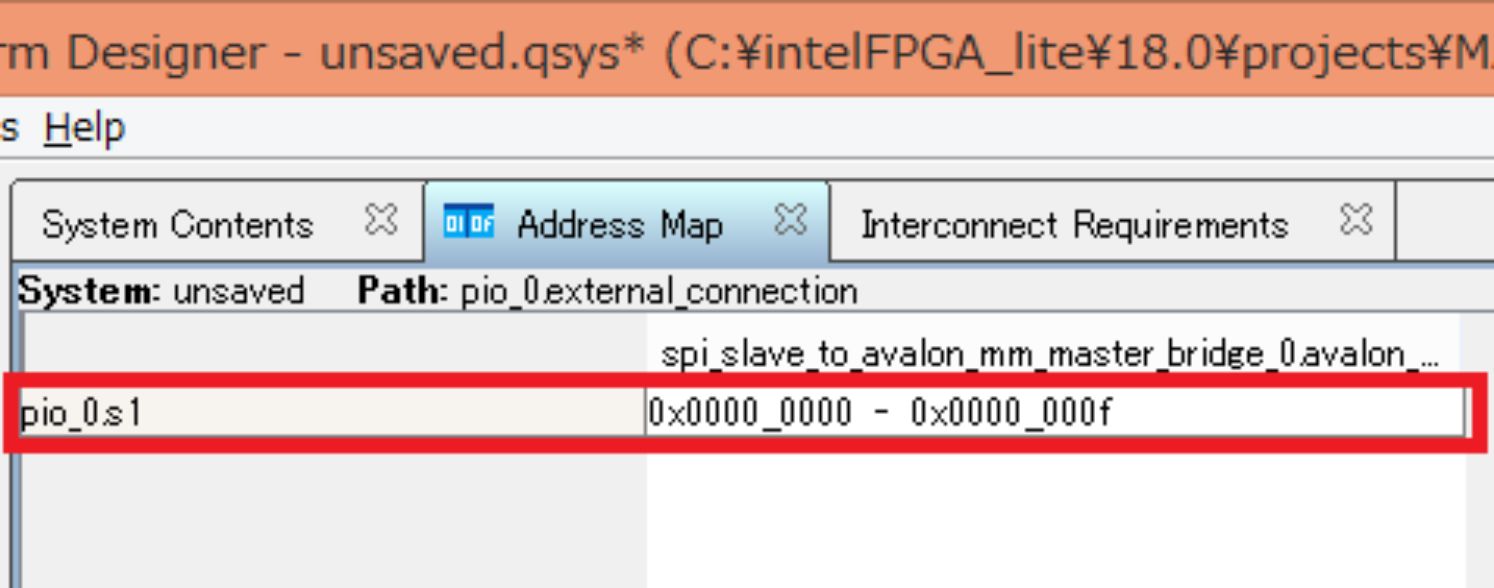 rm Designer - unsaved.qsys* (C:¥intelFPGA_lite¥18.0¥projects¥M
s Help
System Contents Address Map Interconnect Requirements
System: unsaved Path: pio_0.external_connection
spi_slave_to_avalon_mm_master_bridge_0.avalon_...
pio_0.s1 0x0000_0000 - 0x0000_000f